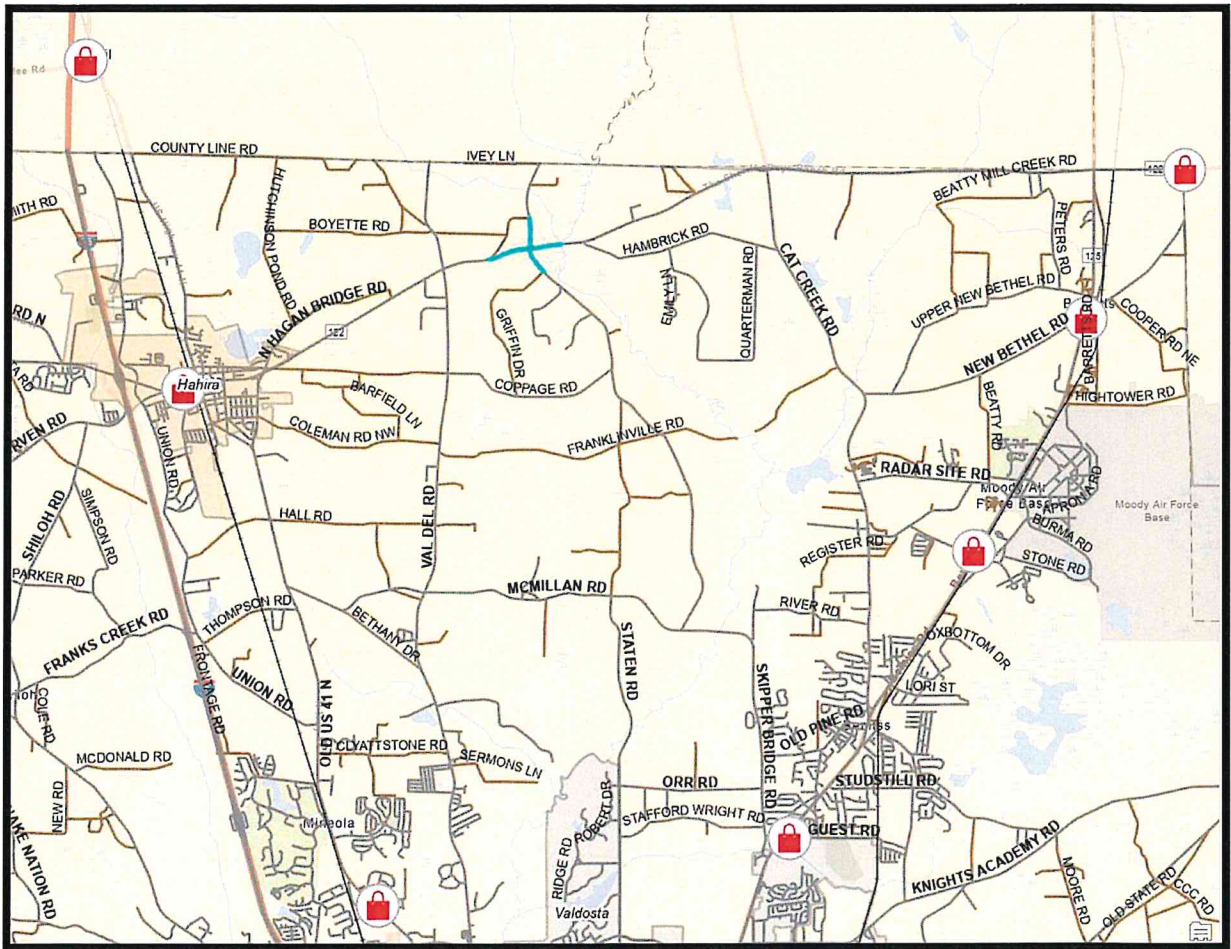 COUNTY LINE RD
IVEY LN
BEATTY MILL CREEK RD
122
HUTCHINSON POND RD
BOYETTE RD
HAMBRICK RD
PETERS RD
CAT CREEK RD
EMILY LN
QUARTERMAN RD
125
UPPER NEW BETHEL RD
N HAGAN BRIDGE RD
122
GRIFFIN DR
RD N
NEW BETHEL RD
BARRETTS RD
COOPER RD NE
Hahira
COPPAGE RD
BARFIELD LN
HIGHTOWER RD
BEATTY RD
COLEMAN RD NW
FRANKLINVILLE RD
RVEN RD
UNION RD
RADAR SITE RD
Moody Air
Force Base
APRON A RD
Moody Air Force
Base
BURMA RD
STONE RD
SHILOH RD
SIMPSON RD
VAL DEL RD
HALL RD
REGISTER RD
PARKER RD
MCMILLAN RD
THOMPSON RD
BETHANY DR
RIVER RD
FRANKS CREEK RD
OXBOTTOM DR
STATEN RD
SKIPPER BRIDGE RD
FRONTAGE RD
UNION RD
OLD US 41 N
LORI ST
COLE RD
OLD PINE RD
CLYATTSTONE RD
SERMONS LN
MCDONALD RD
ORR RD
STUDSTILL RD
NEW RD
ROBERT DR
STAFFORD WRIGHT RD
Mineola
GUEST RD
RIDGE RD
KNIGHTS ACADEMY RD
MOORE RD
OLD STATE RD
CCC RD
Valdosta